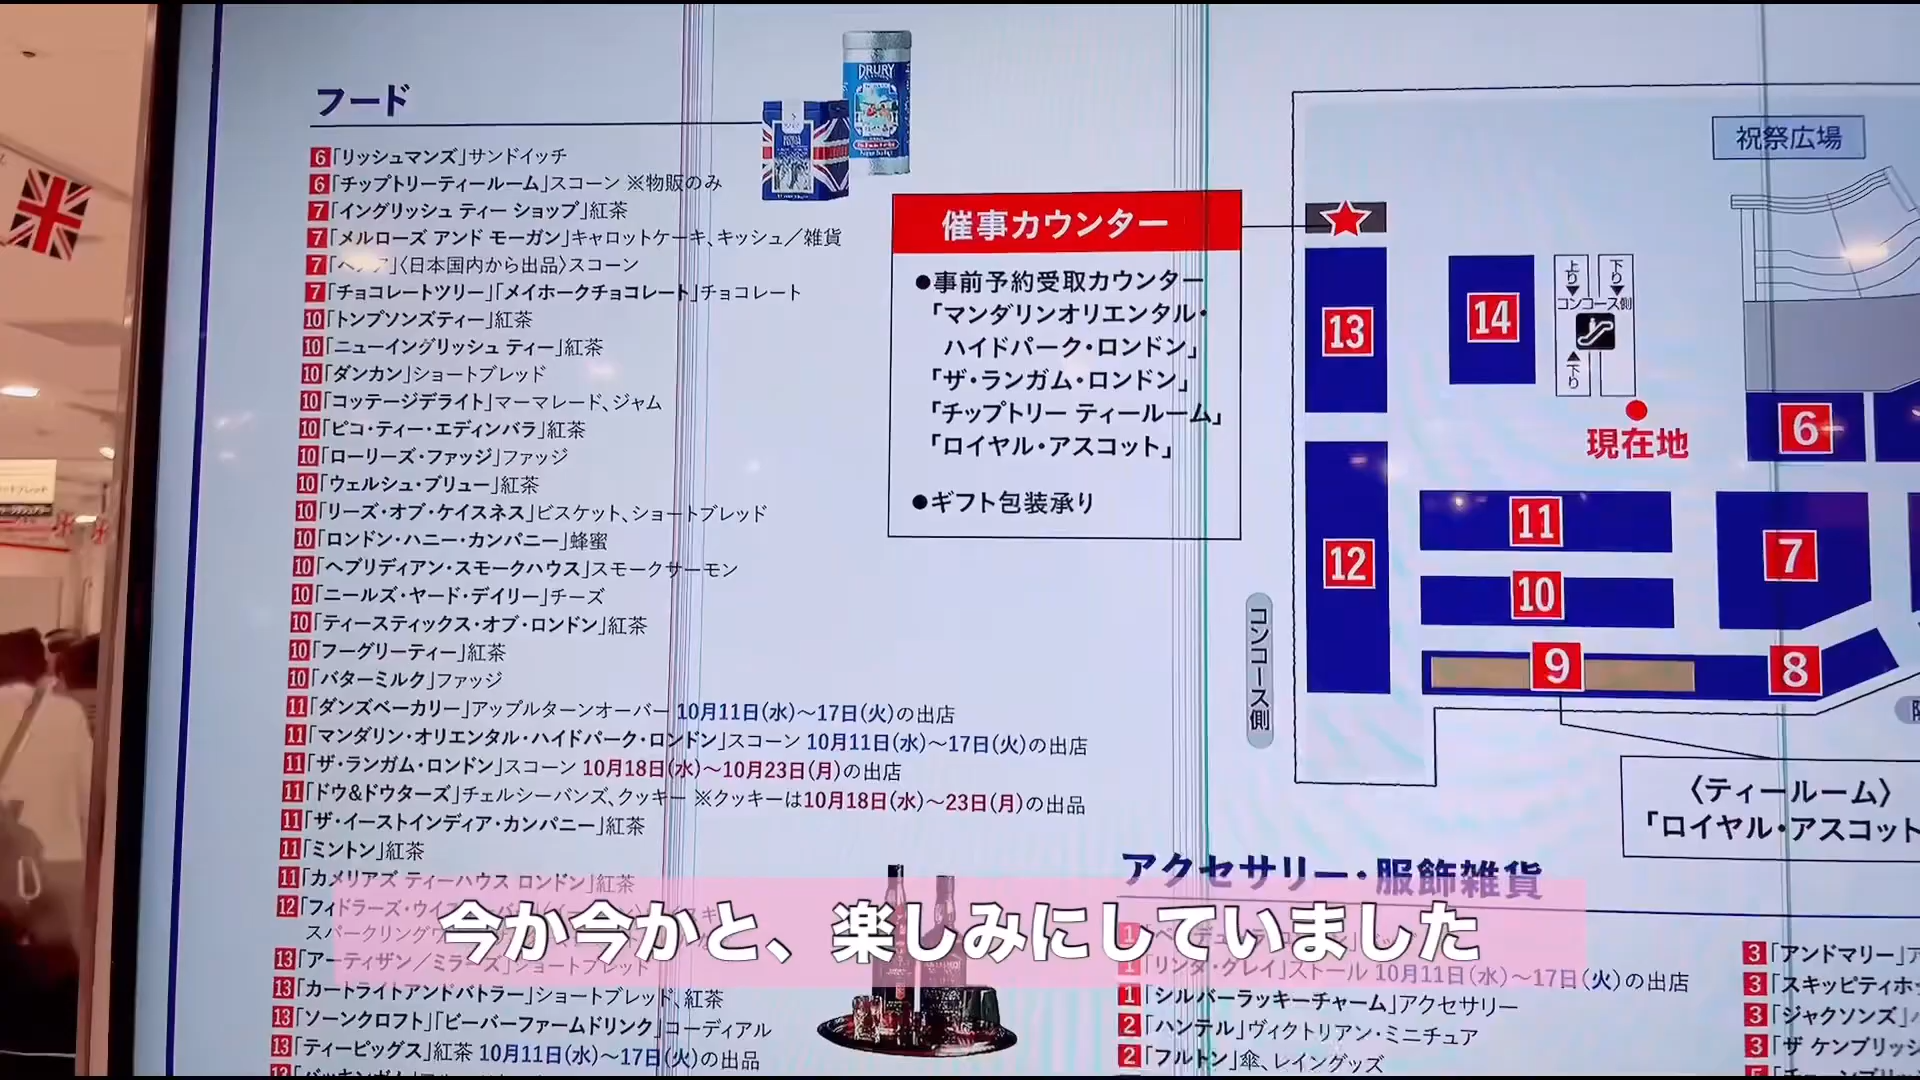 フード
DRURY
6「リッシュマンズ」サンドイッチ
6「チップトリーティールーム」スコーン ※物販のみ
7「イングリッシュ ティー ショップ」紅茶
7「メルローズ アンド モーガン」キャロットケーキ、キッシュ／雑貨
〈日本国内から出品〉スコーン
7「チョコレートツリー」「メイホークチョコレート」チョコレート
10「トンプソンズティー」紅茶
10「ニューイングリッシュ ティー」紅茶
10「ダンカン」ショートブレッド
10「コッテージデライト」マーマレード、ジャム
10「ピコ・ティー・エディンバラ」紅茶
10「ローリーズ・ファッジ」ファッジ
10「ウェルシュ・ブリュー」紅茶
10「リーズ・オブ・ケイスネス」ビスケット、ショートブレッド
10「ロンドン・ハニー・カンパニー」蜂蜜
10「ヘブリディアン・スモークハウス」スモークサーモン
10「ニールズ・ヤード・デイリー」チーズ
10「ティースティックス・オブ・ロンドン」紅茶
10「フーグリーティー」紅茶
10「バターミルク」ファッジ
11「ダンズベーカリー」アップルターンオーバー 10月11日(水)〜17日(火)の出店
11「マンダリン・オリエンタル・ハイドパーク・ロンドン」スコーン 10月11日(水)〜17日(火)の出店
11「ザ・ランガム・ロンドン」スコーン 10月18日(水)〜10月23日(月)の出店
11「ドウ&ドウターズ」チェルシーバンズ、クッキー ※クッキーは10月18日(水)〜23日(月)の出品
11「ザ・イーストインディア・カンパニー」紅茶
11「ミントン」紅茶
11「カメリアズ ティーハウス ロンドン」紅茶
12「フィドラーズ・
スパークリング
13「アーティザン／ミラーズ」ショートブレッド
13「カートライトアンドバトラー」ショートブレッド、紅茶
13「ソーンクロフト」「ビーバーファームドリンク」コーディアル
13「ティーピッグス」紅茶 10月11日(水)〜17日(火)の出品
催事カウンター
●事前予約受取カウンター
「マンダリンオリエンタル・
ハイドパーク・ロンドン」
「ザ・ランガム・ロンドン」
「チップトリー ティールーム」
「ロイヤル・アスコット」
●ギフト包装承り
祝祭広場
13
14
上り
下り
コンコース側
下り
現在地
6
11
12
7
10
9
8
コンコース側
〈ティールーム〉
「ロイヤル・アスコット
アクセサリー・服飾雑貨
1「リンダ・グレイ」ストール 10月11日(水)〜17日(火)の出店
1「シルバーラッキーチャーム」アクセサリー
2「ハンテル」ヴィクトリアン・ミニチュア
2「フルトン」傘、レイングッズ
3「アンドマリー」
3「スキッピティホ
3「ジャクソンズ」
3「ザ ケンブリッジ
今か今かと、楽しみにしていました